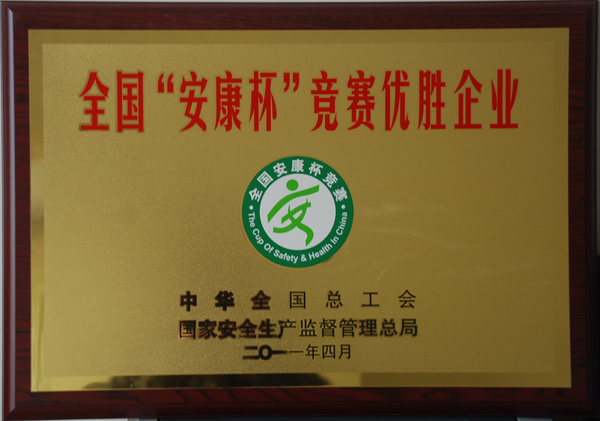 全国“安康杯”竞赛优胜企业
·全国安康杯竞赛·
The Cup Of Safety & Health In China
安
中华全国总工会
国家安全生产监督管理总局
二〇一一年四月